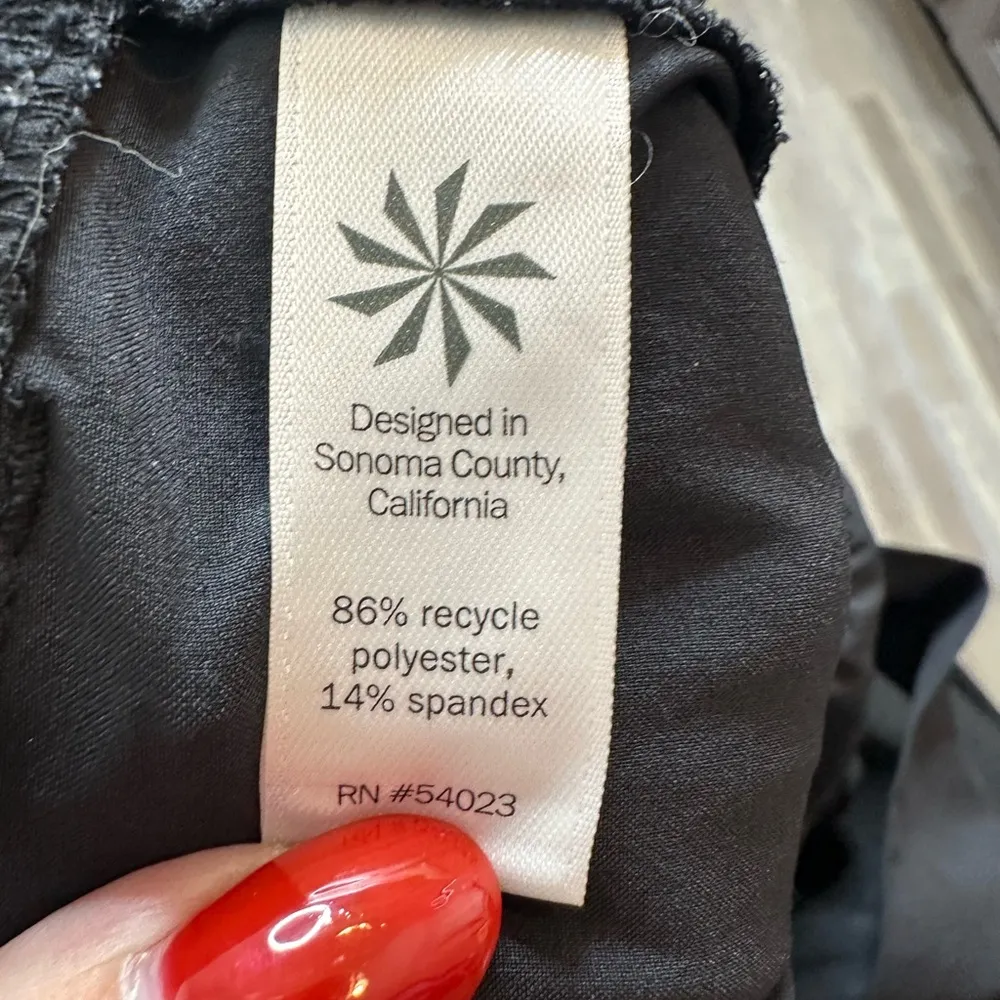 Designed in
Sonoma County,
California
86% recycle
polyester,
14% spandex
RN #54023